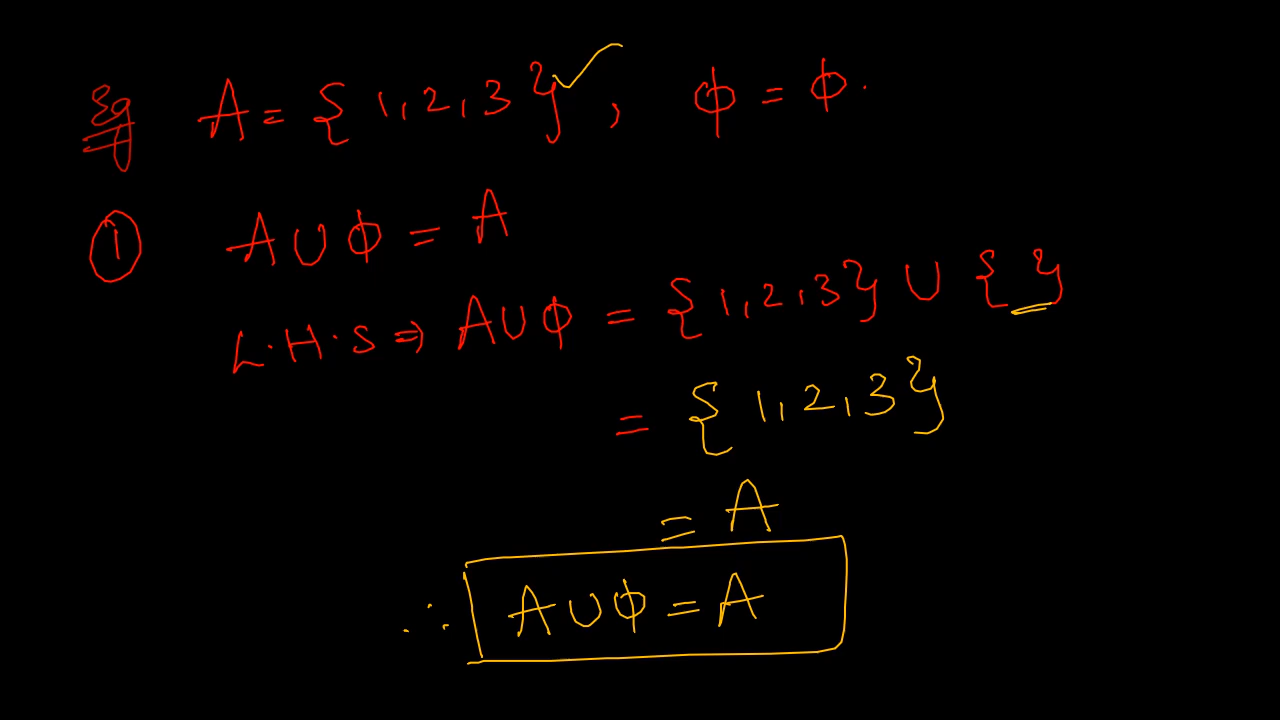 Eg A = {1,2,3}, ϕ = ϕ.
① A∪ϕ = A
L.H.S ⇒ A∪ϕ = {1,2,3} ∪ { }
= {1,2,3}
= A
∴ A∪ϕ = A